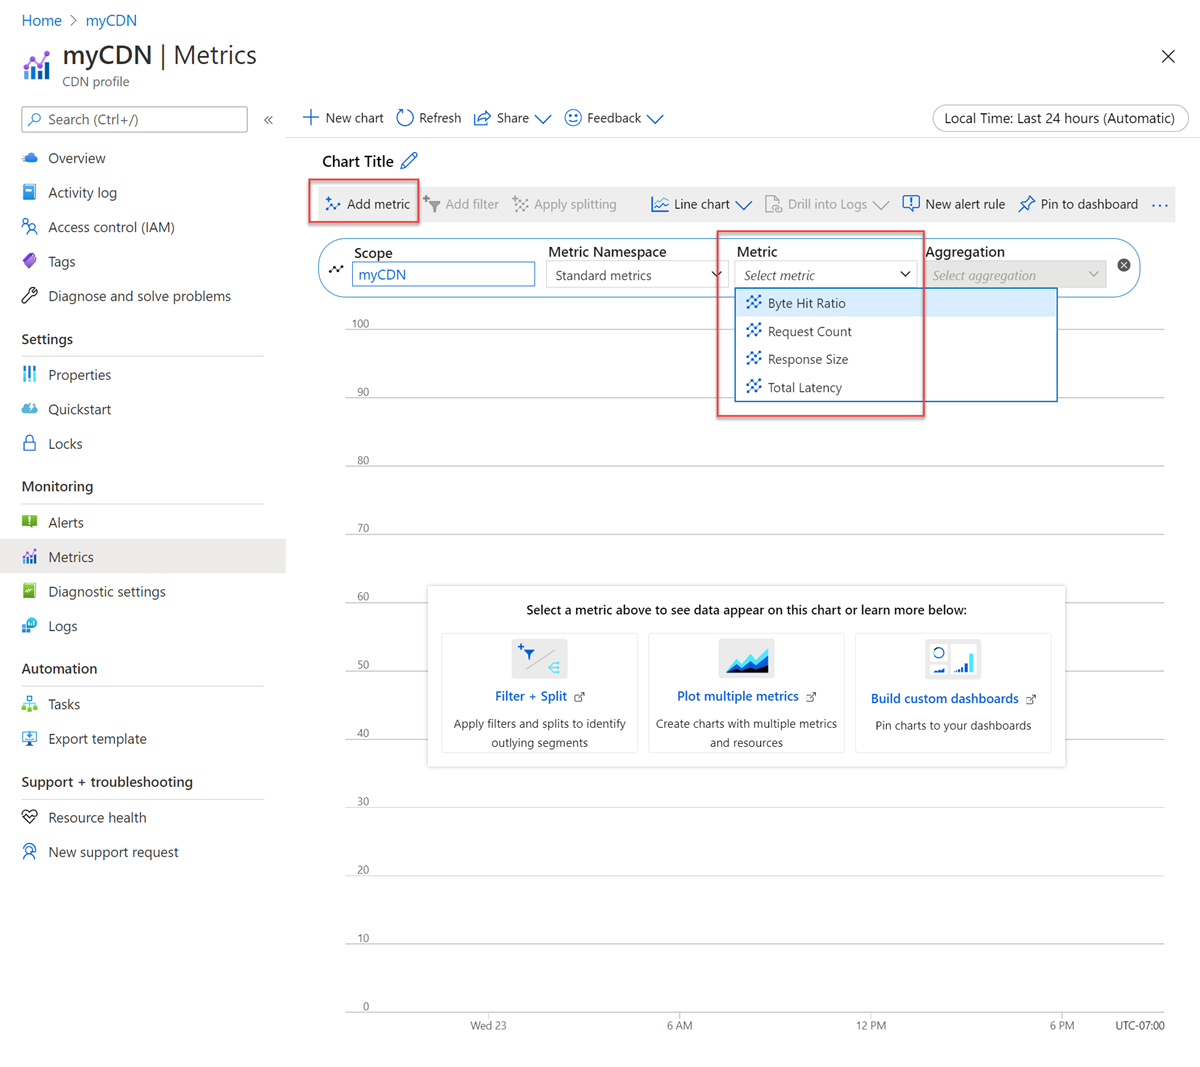 Home > myCDN
myCDN | Metrics
CDN profile
Search (Ctrl+/)
«
Overview
Activity log
Access control (IAM)
Tags
Diagnose and solve problems
Settings
Properties
Quickstart
Locks
Monitoring
Alerts
Metrics
Diagnostic settings
Logs
Automation
Tasks
Export template
Support + troubleshooting
Resource health
New support request
New chart Refresh Share Feedback
Local Time: Last 24 hours (Automatic)
Chart Title
Add metric Add filter Apply splitting Line chart Drill into Logs New alert rule Pin to dashboard ...
Scope Metric Namespace Metric Aggregation
myCDN Standard metrics Select metric Select aggregation
Byte Hit Ratio
Request Count
Response Size
Total Latency
100
90
80
70
60
50
40
30
20
10
0
Select a metric above to see data appear on this chart or learn more below:
Filter + Split
Apply filters and splits to identify
outlying segments
Plot multiple metrics
Create charts with multiple metrics
and resources
Build custom dashboards
Pin charts to your dashboards
Wed 23 6 AM 12 PM 6 PM UTC-07:00